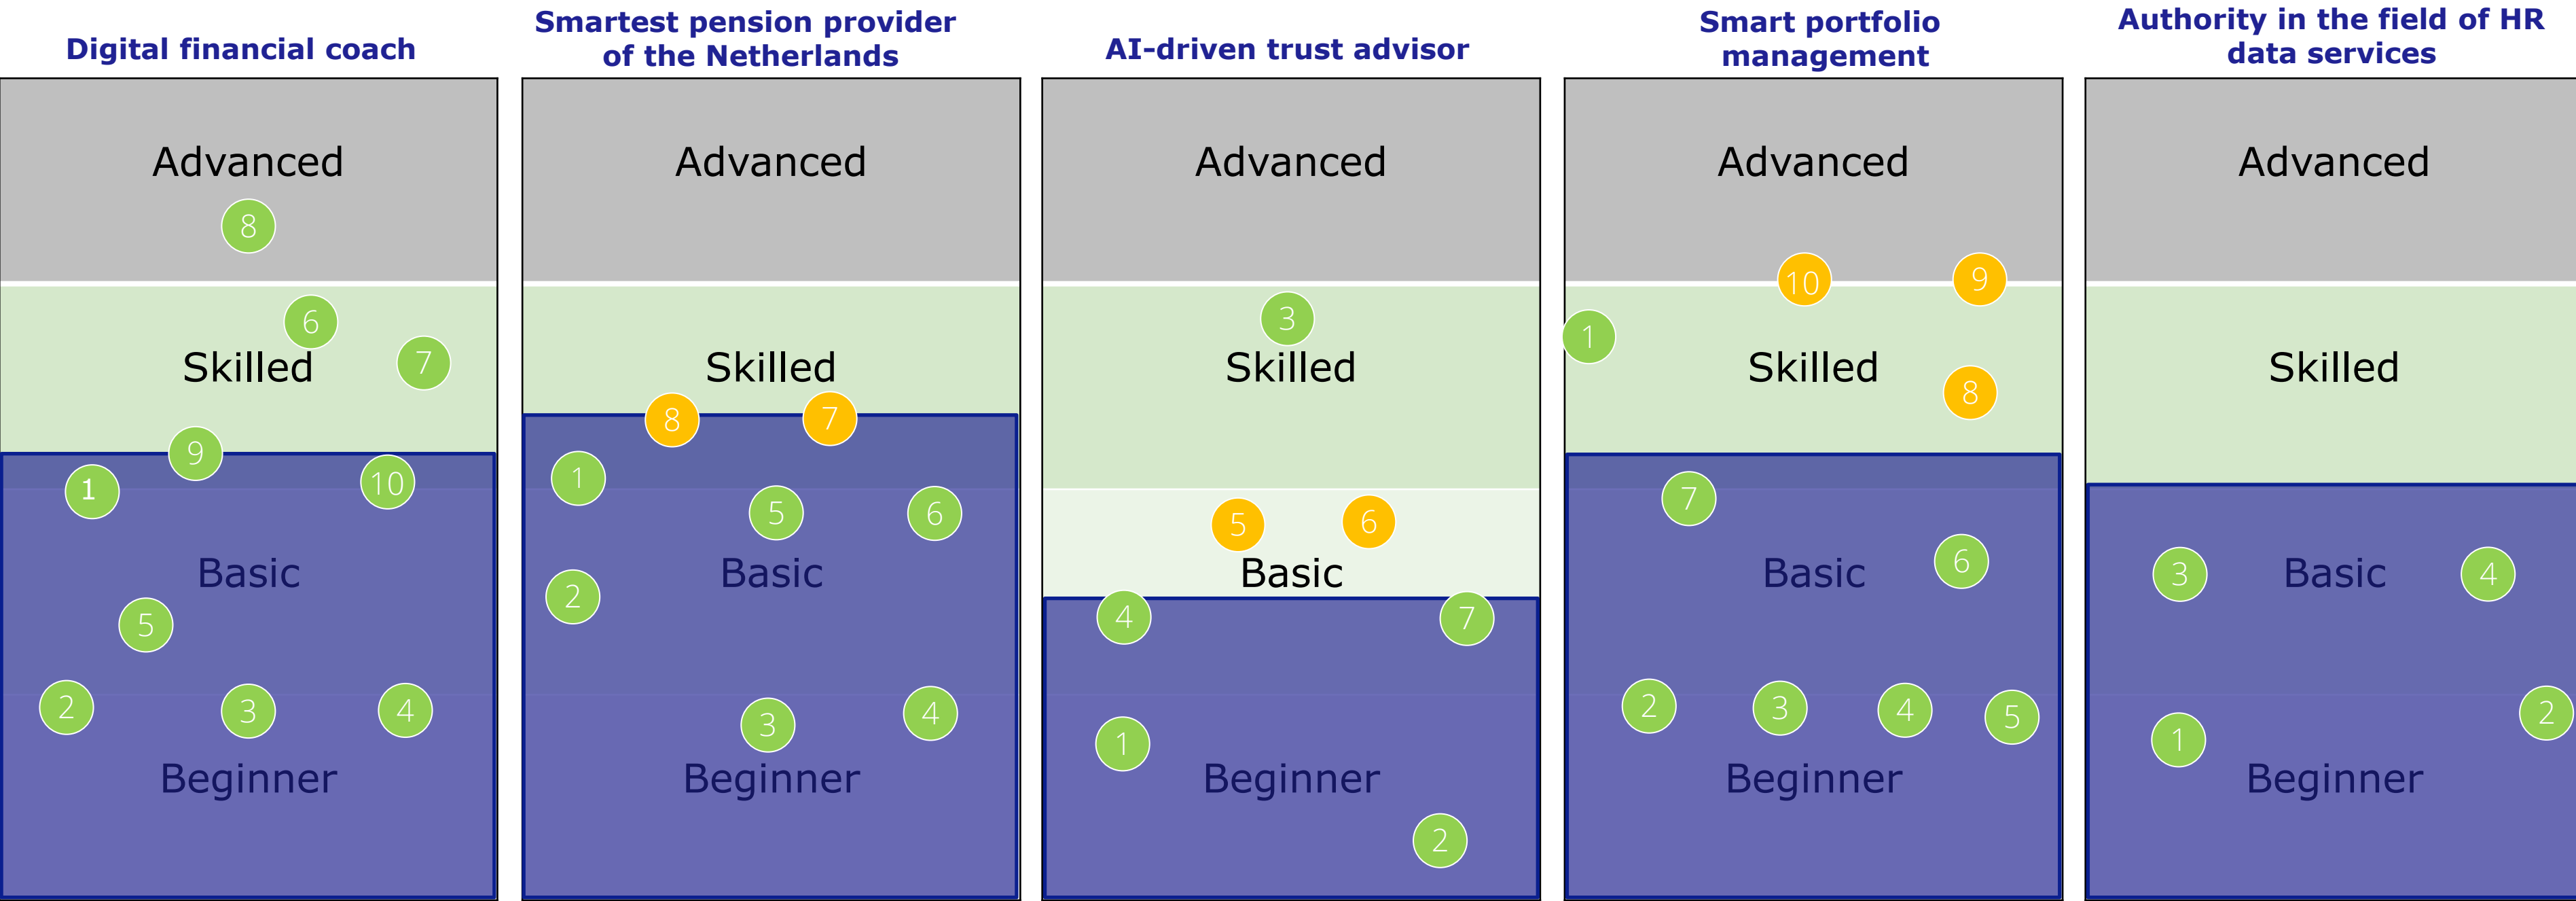 Digital financial coach
Advanced
8
6
Skilled
7
9
1
10
Basic
5
2
3
4
Beginner
Smartest pension provider
of the Netherlands
Advanced
Skilled
8
7
1
5
6
Basic
2
3
4
Beginner
AI-driven trust advisor
Advanced
3
Skilled
5
6
Basic
4
7
1
Beginner
2
Smart portfolio
management
Advanced
10
9
1
Skilled
8
7
6
Basic
2
3
4
5
Beginner
Authority in the field of HR
data services
Advanced
Skilled
3
Basic
4
2
1
Beginner